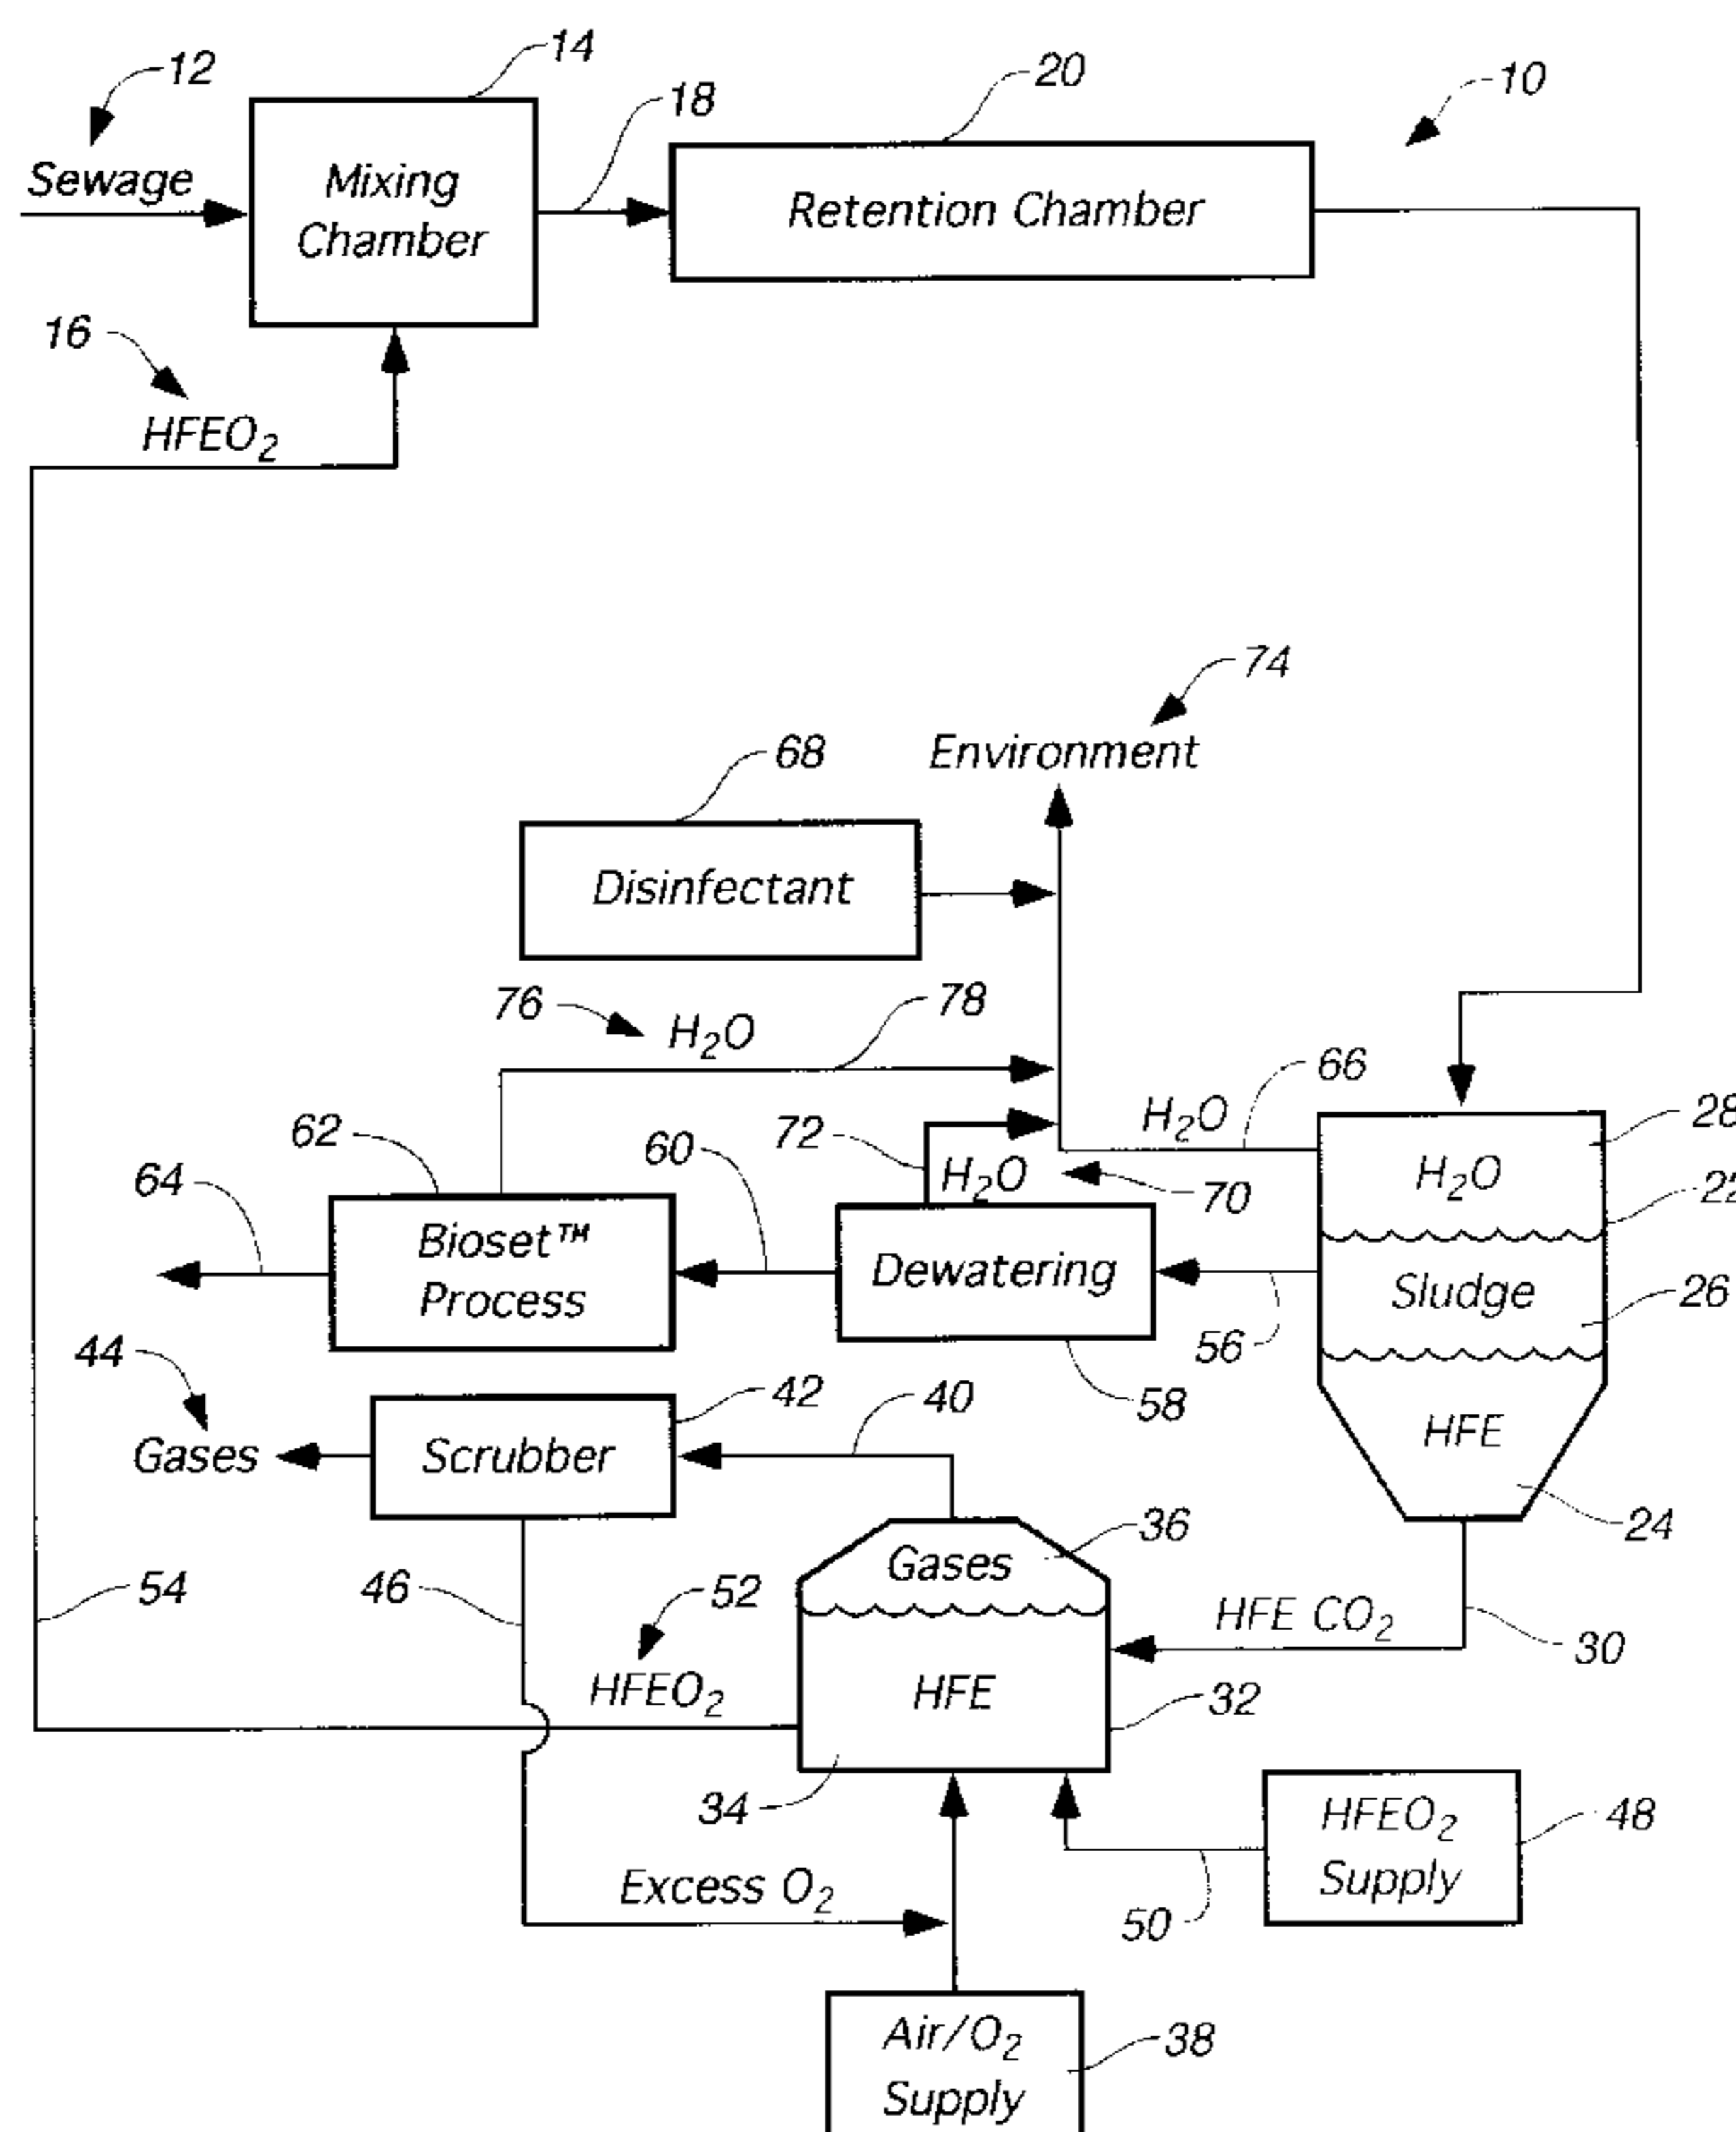 14
12
18
20
10
Sewage
Mixing
Chamber
Retention Chamber
16
HFEO₂
74
Environment
68
Disinfectant
76
H₂O
78
66
H₂O
28
H₂O
62
72
60
H₂O
70
22
64
Bioset™
Process
Dewatering
Sludge
26
56
58
44
42
40
Gases
Scrubber
HFE
24
36
Gases
54
46
52
HFE CO₂
30
HFEO₂
HFE
32
34
HFEO₂
Supply
48
Excess O₂
50
Air/O₂
Supply
38